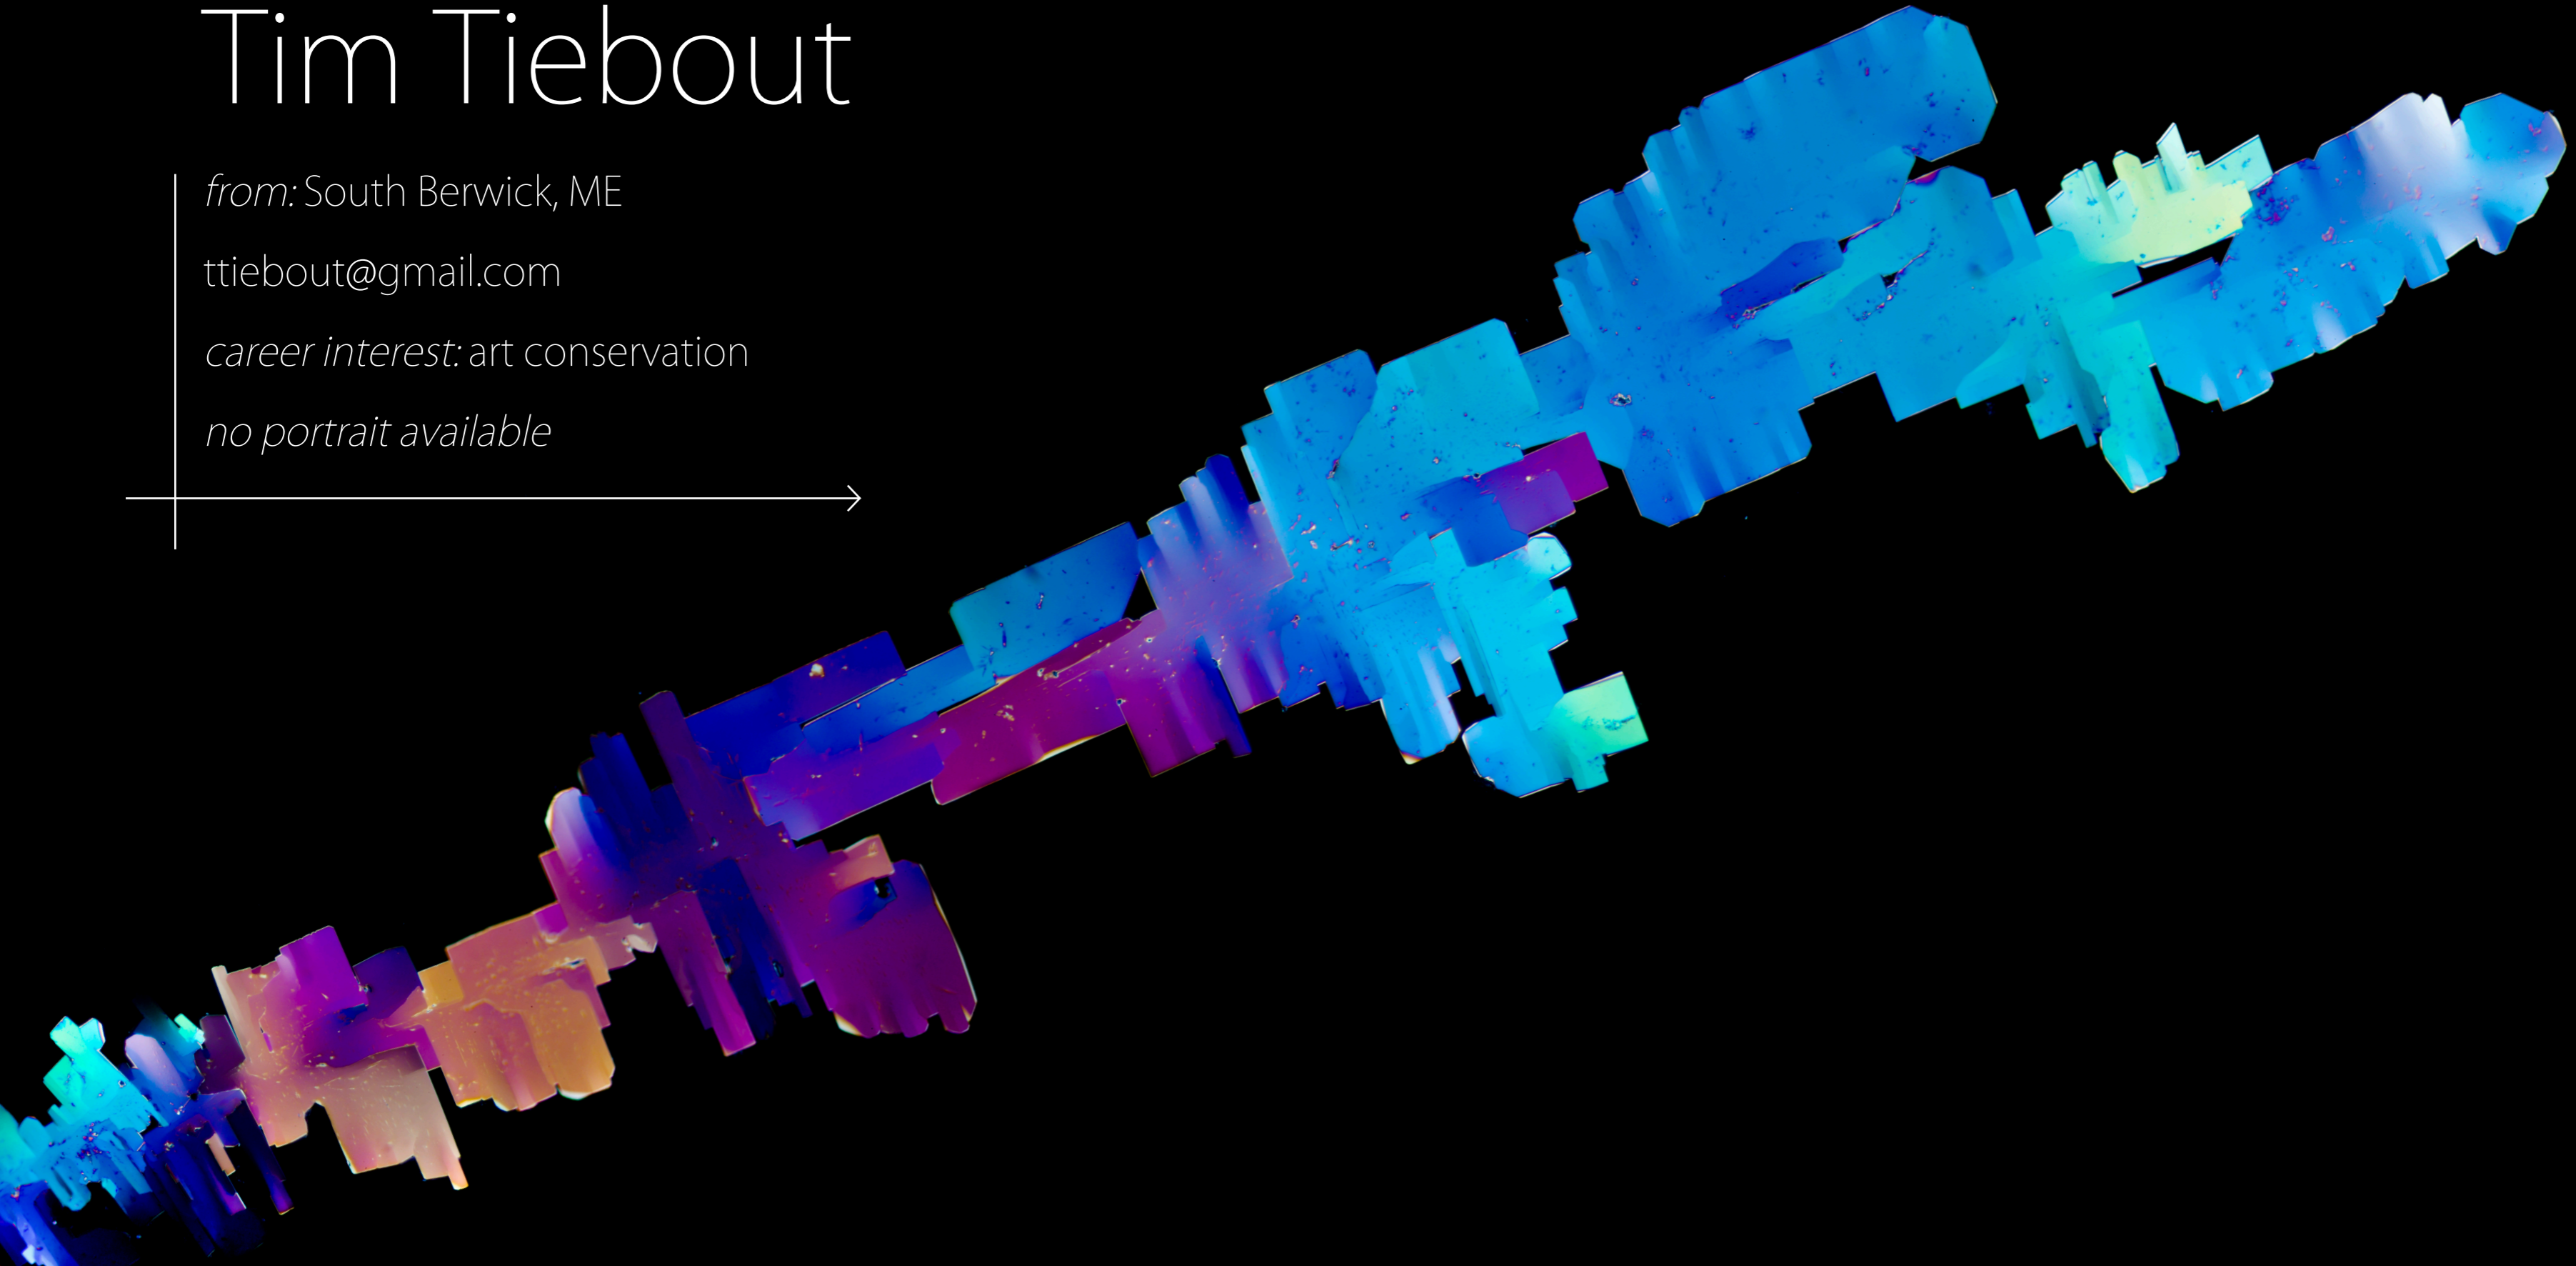 Tim Tiebout
from: South Berwick, ME
ttiebout@gmail.com
career interest: art conservation
no portrait available